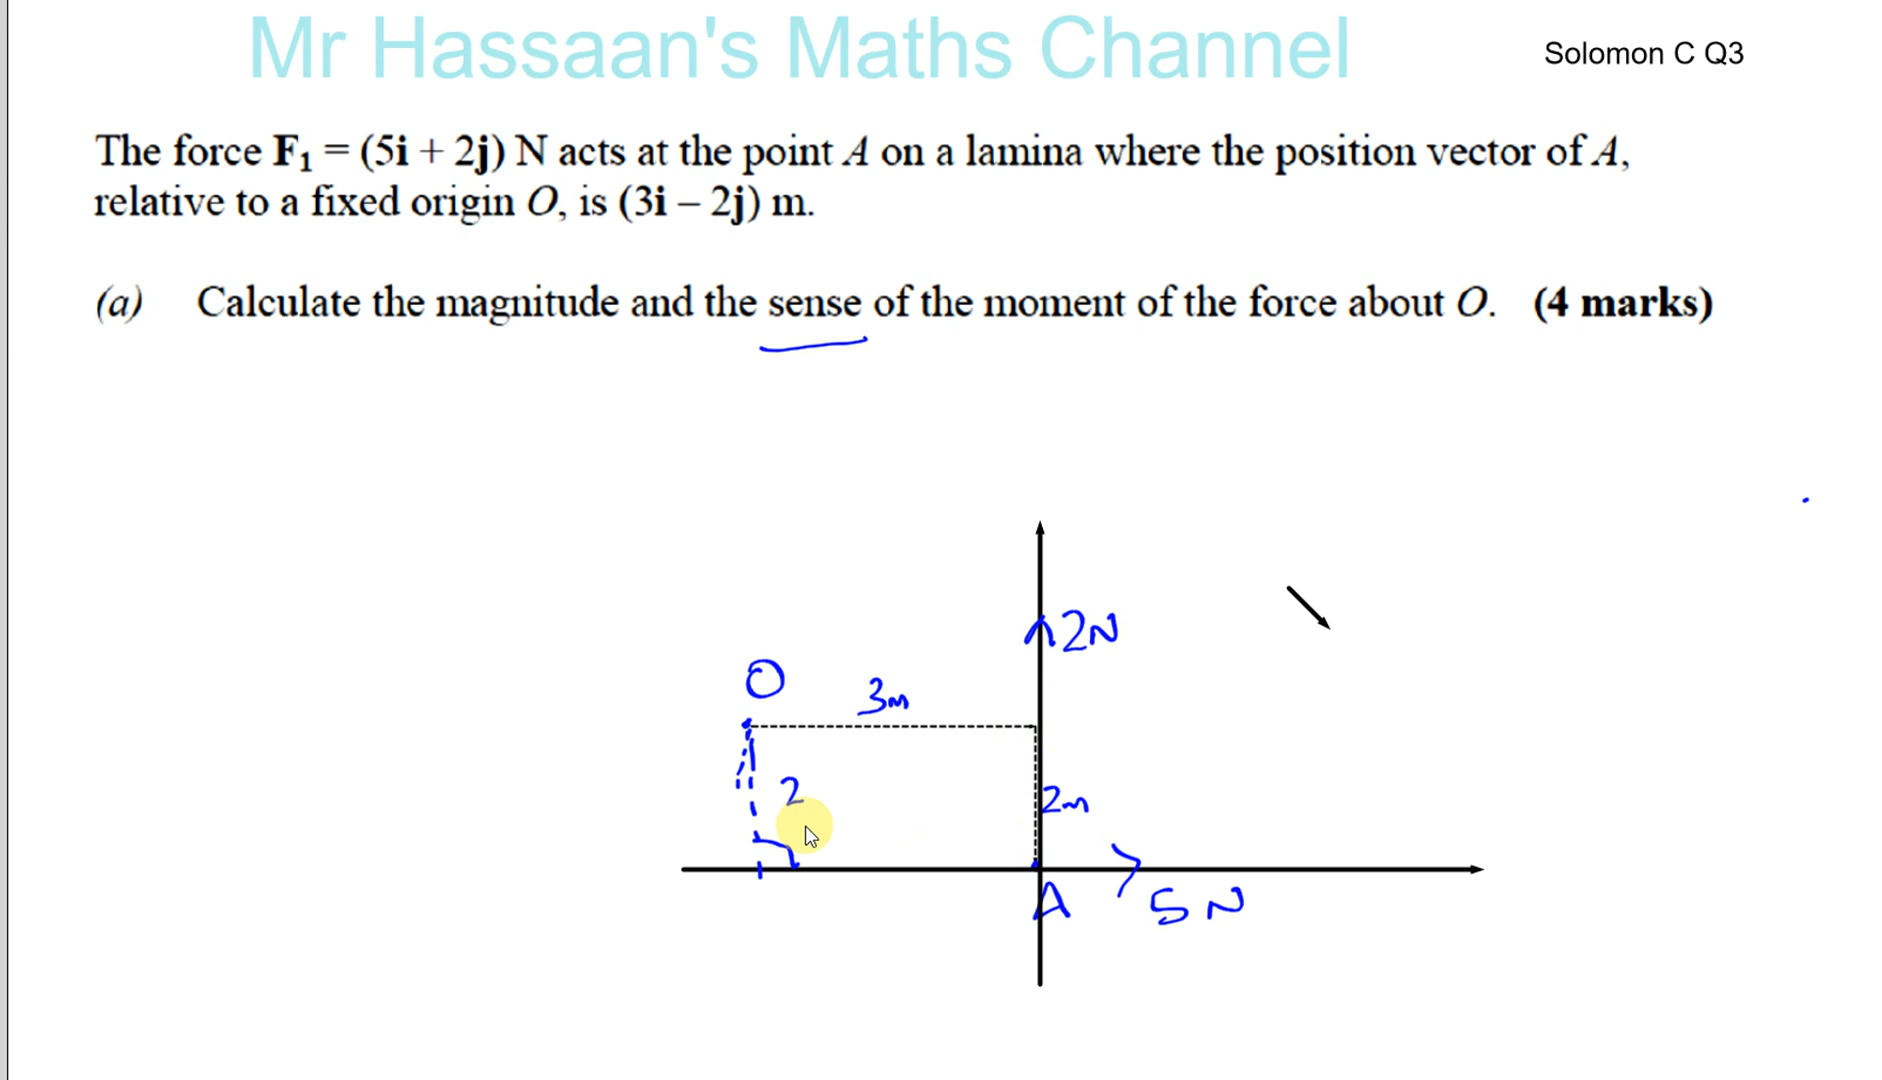 Mr Hassaan's Maths Channel
Solomon C Q3
The force F₁ = (5i + 2j) N acts at the point A on a lamina where the position vector of A,
relative to a fixed origin O, is (3i – 2j) m.
(a) Calculate the magnitude and the sense of the moment of the force about O. (4 marks)
2N
O
3m
2
2m
A
5 N